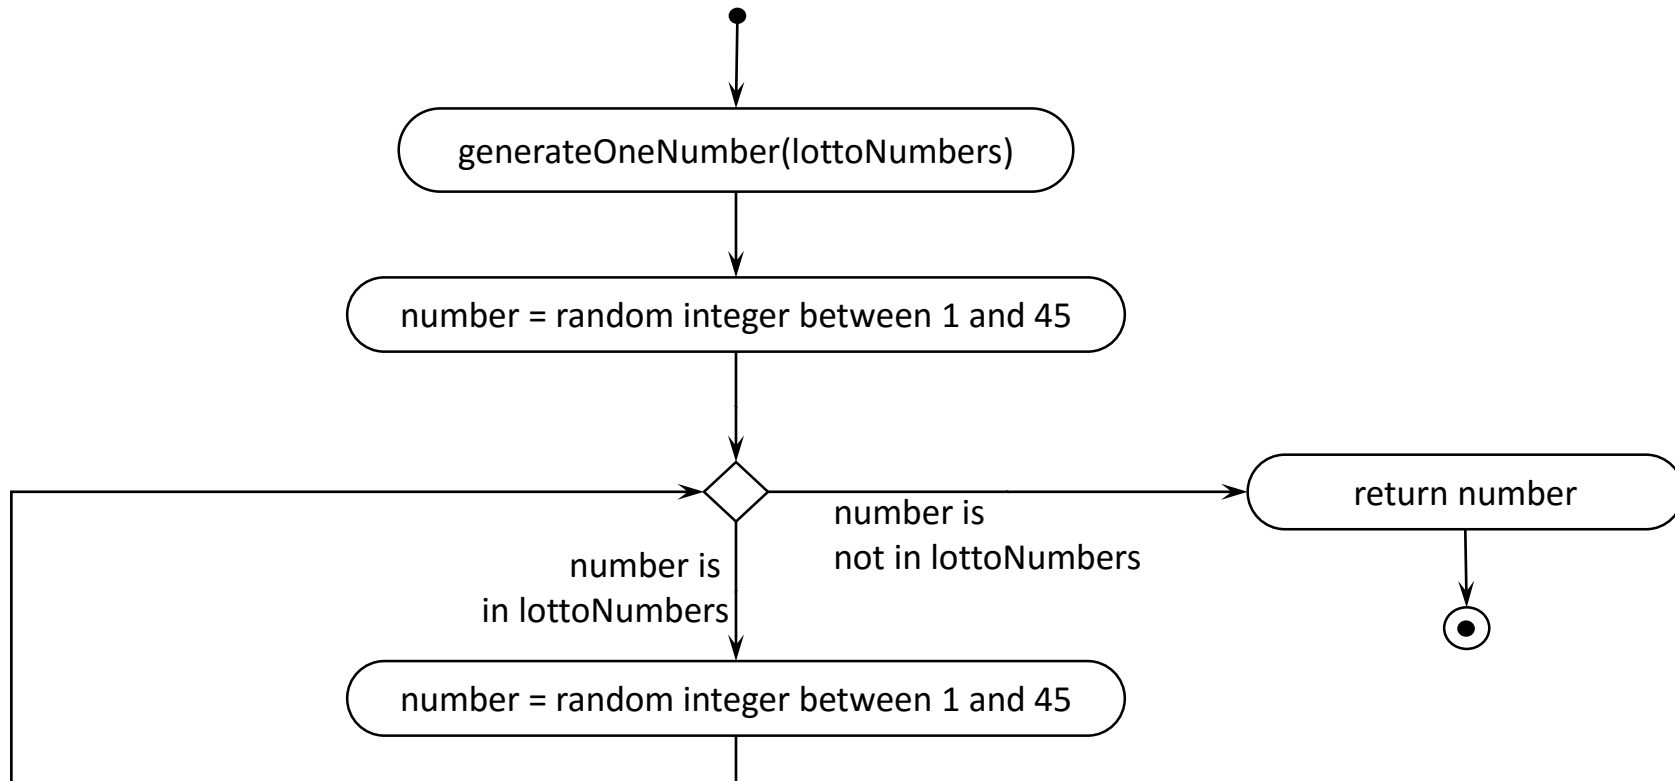 generateOneNumber(lottoNumbers)
number = random integer between 1 and 45
return number
number is
not in lottoNumbers
number is
in lottoNumbers
number = random integer between 1 and 45